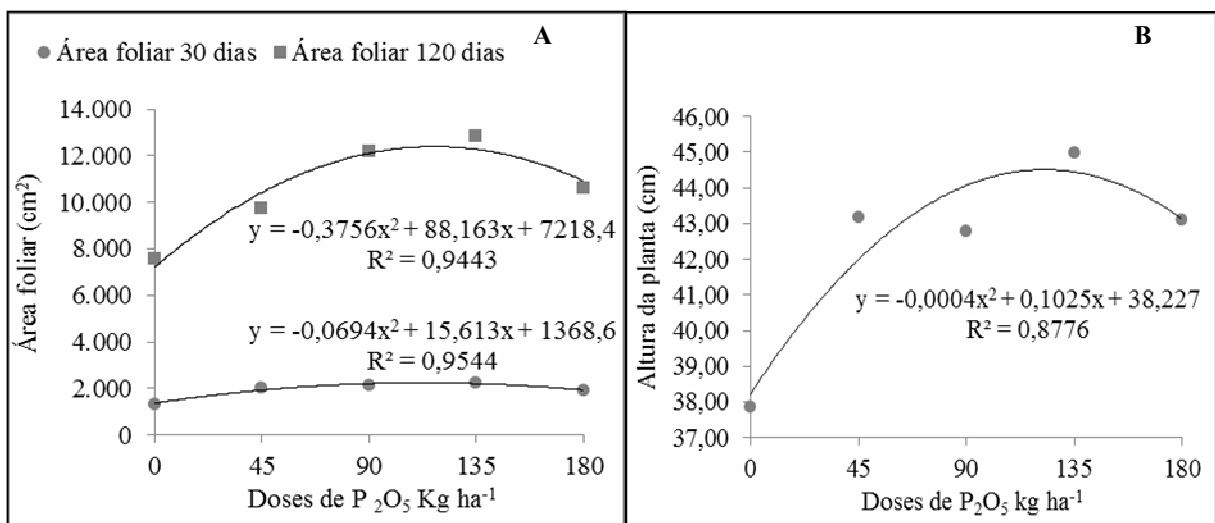 A
● Área foliar 30 dias ■ Área foliar 120 dias
14.000
12.000
10.000
8.000
6.000
4.000
2.000
0
Área foliar (cm²)
y = -0,3756x² + 88,163x + 7218,4
R² = 0,9443
y = -0,0694x² + 15,613x + 1368,6
R² = 0,9544
0 45 90 135 180
Doses de P ₂O₅ Kg ha⁻¹
B
46,00
45,00
44,00
43,00
42,00
41,00
40,00
39,00
38,00
37,00
Altura da planta (cm)
y = -0,0004x² + 0,1025x + 38,227
R² = 0,8776
0 45 90 135 180
Doses de P₂O₅ kg ha⁻¹